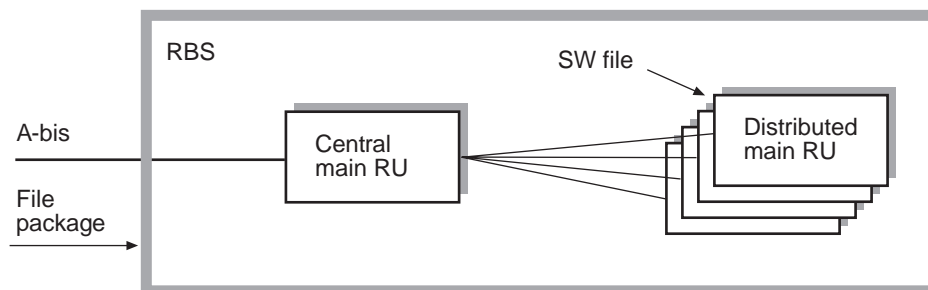 RBS
SW file
A-bis
Central
main RU
Distributed
main RU
File
package